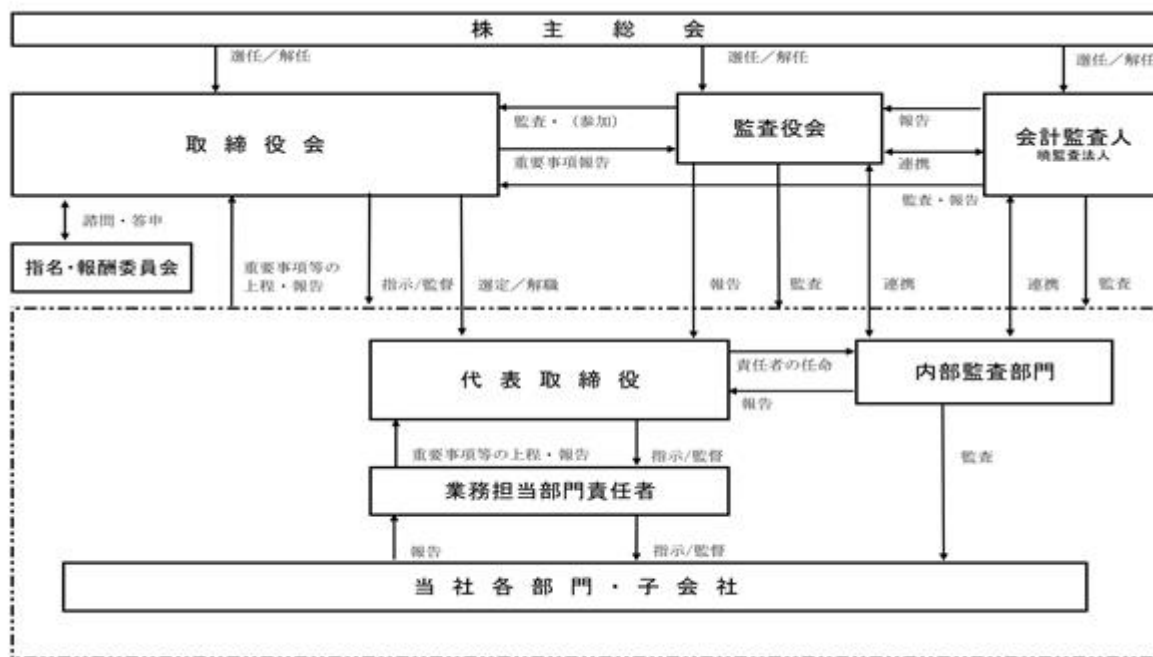 株主総会
選任／解任
選任／解任
選任／解任
取締役会
監査・（参加）
重要事項報告
監査役会
報告
連携
会計監査人
暁監査法人
監査・報告
諮問・答申
指名・報酬委員会
重要事項等の
上程・報告
指示/監督
選定／解職
報告
監査
連携
連携
監査
代表取締役
責任者の任命
報告
内部監査部門
重要事項等の上程・報告
指示/監督
監査
業務担当部門責任者
報告
指示/監督
当社各部門・子会社